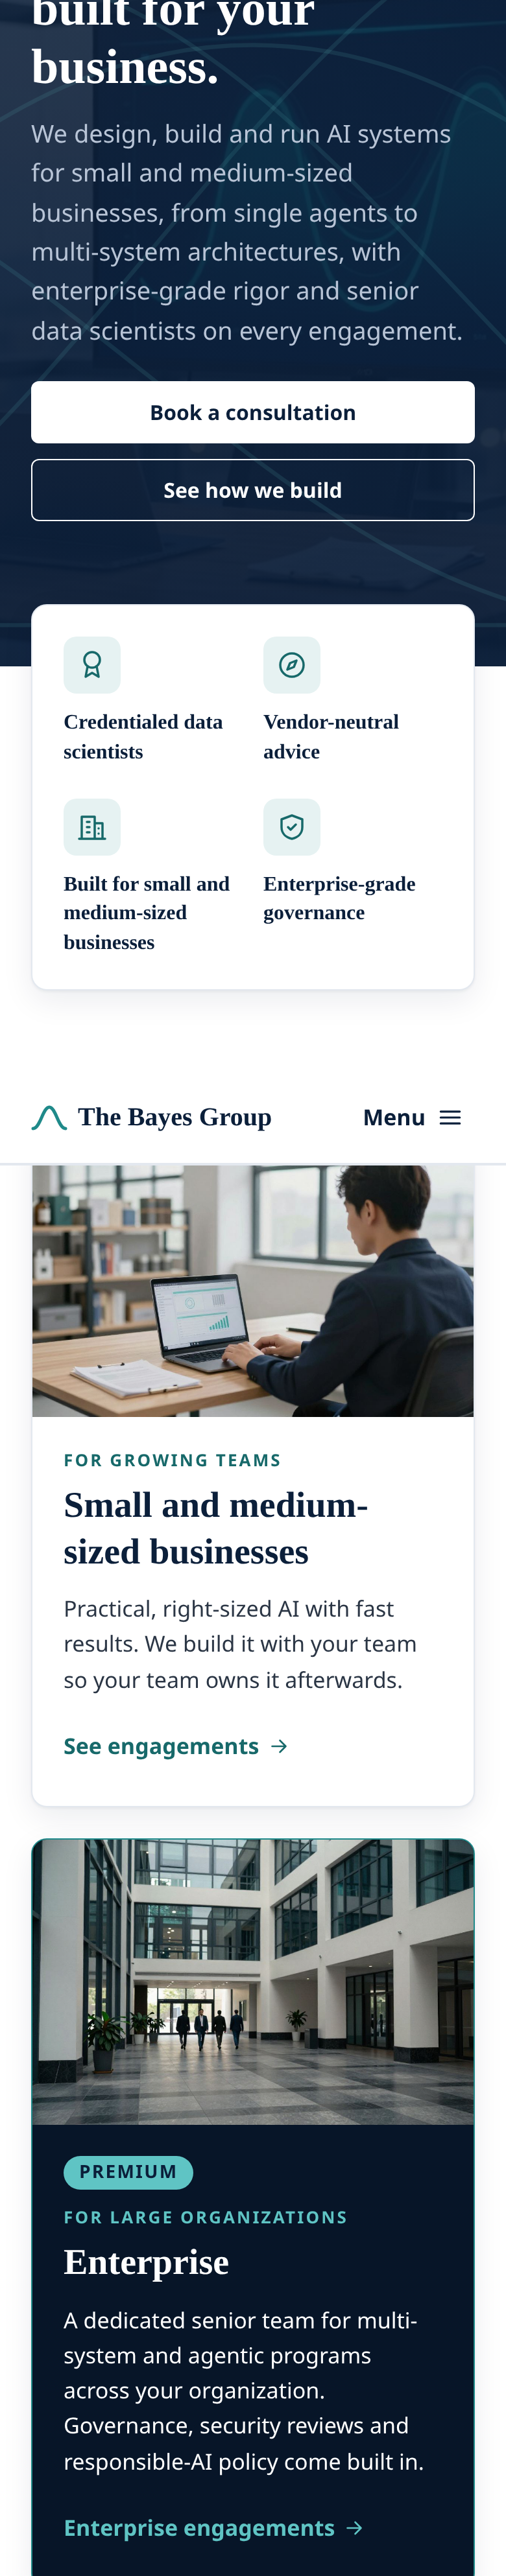 built for your
business.
We design, build and run AI systems
for small and medium-sized
businesses, from single agents to
multi-system architectures, with
enterprise-grade rigor and senior
data scientists on every engagement.
Book a consultation
See how we build
Credentialed data
scientists
Vendor-neutral
advice
Built for small and
medium-sized
businesses
Enterprise-grade
governance
The Bayes Group
Menu
FOR GROWING TEAMS
Small and medium-
sized businesses
Practical, right-sized AI with fast
results. We build it with your team
so your team owns it afterwards.
See engagements
PREMIUM
FOR LARGE ORGANIZATIONS
Enterprise
A dedicated senior team for multi-
system and agentic programs
across your organization.
Governance, security reviews and
responsible-AI policy come built in.
Enterprise engagements